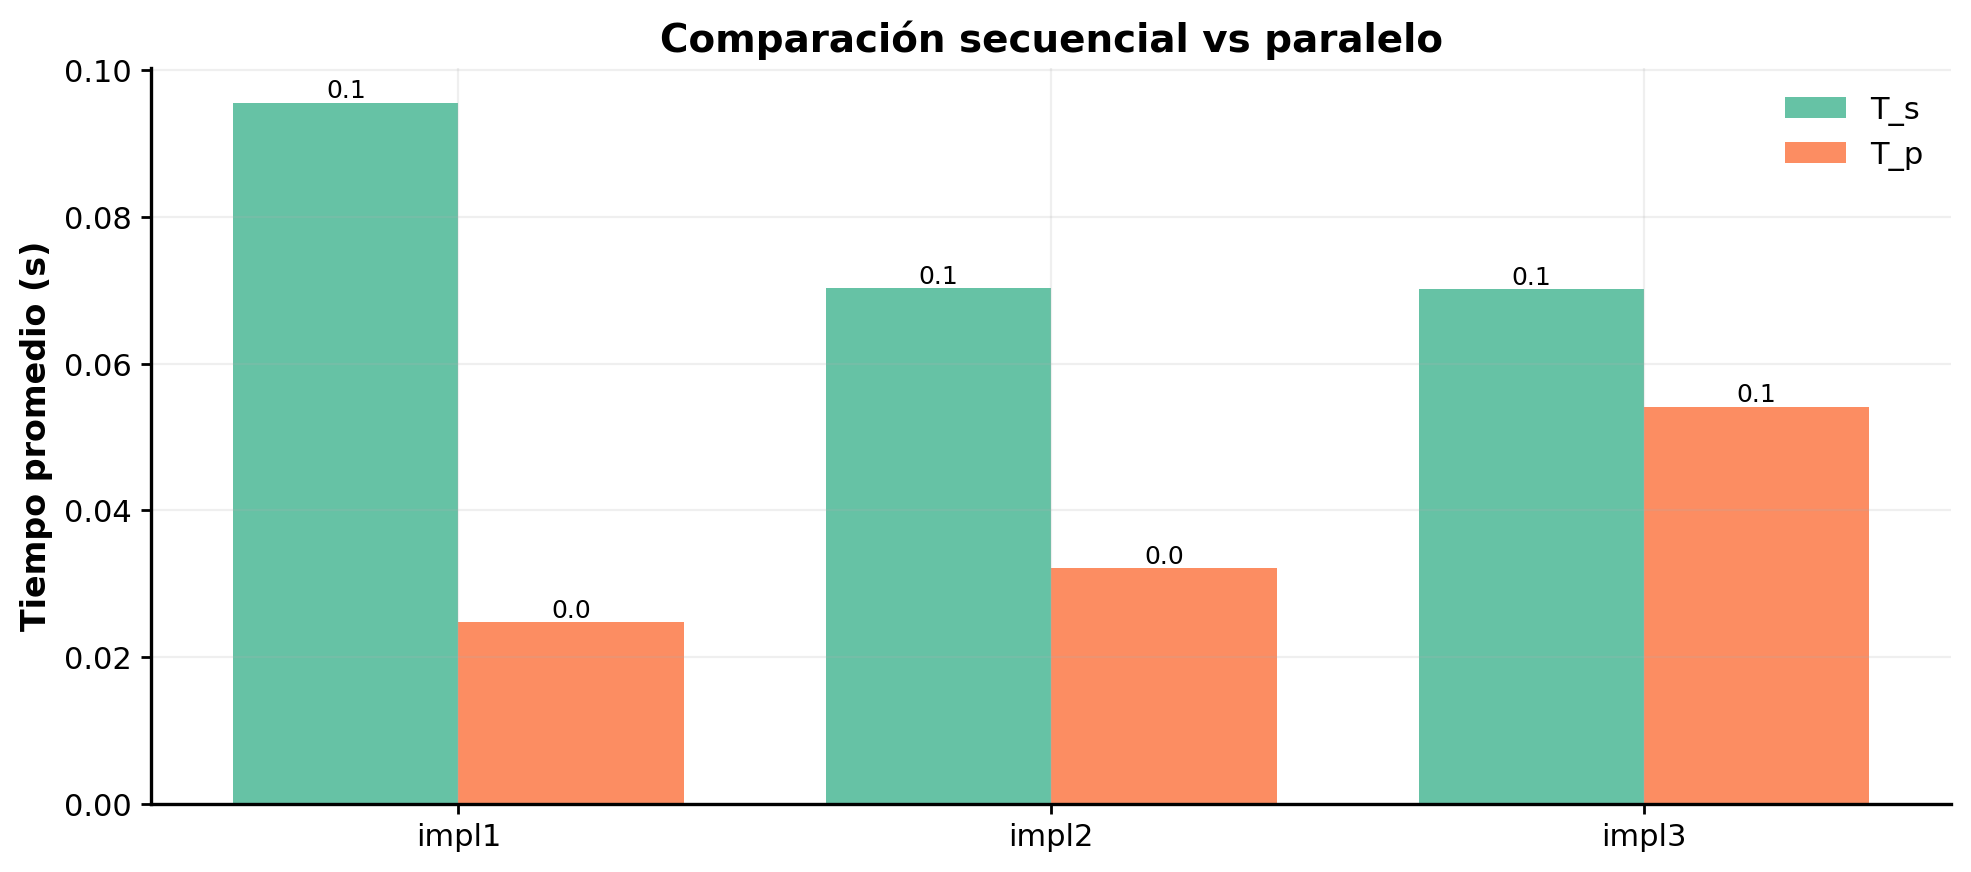 Comparación secuencial vs paralelo
Tiempo promedio (s)
0.10
0.08
0.06
0.04
0.02
0.00
0.1
0.0
0.1
0.0
0.1
0.1
T_s
T_p
impl1
impl2
impl3